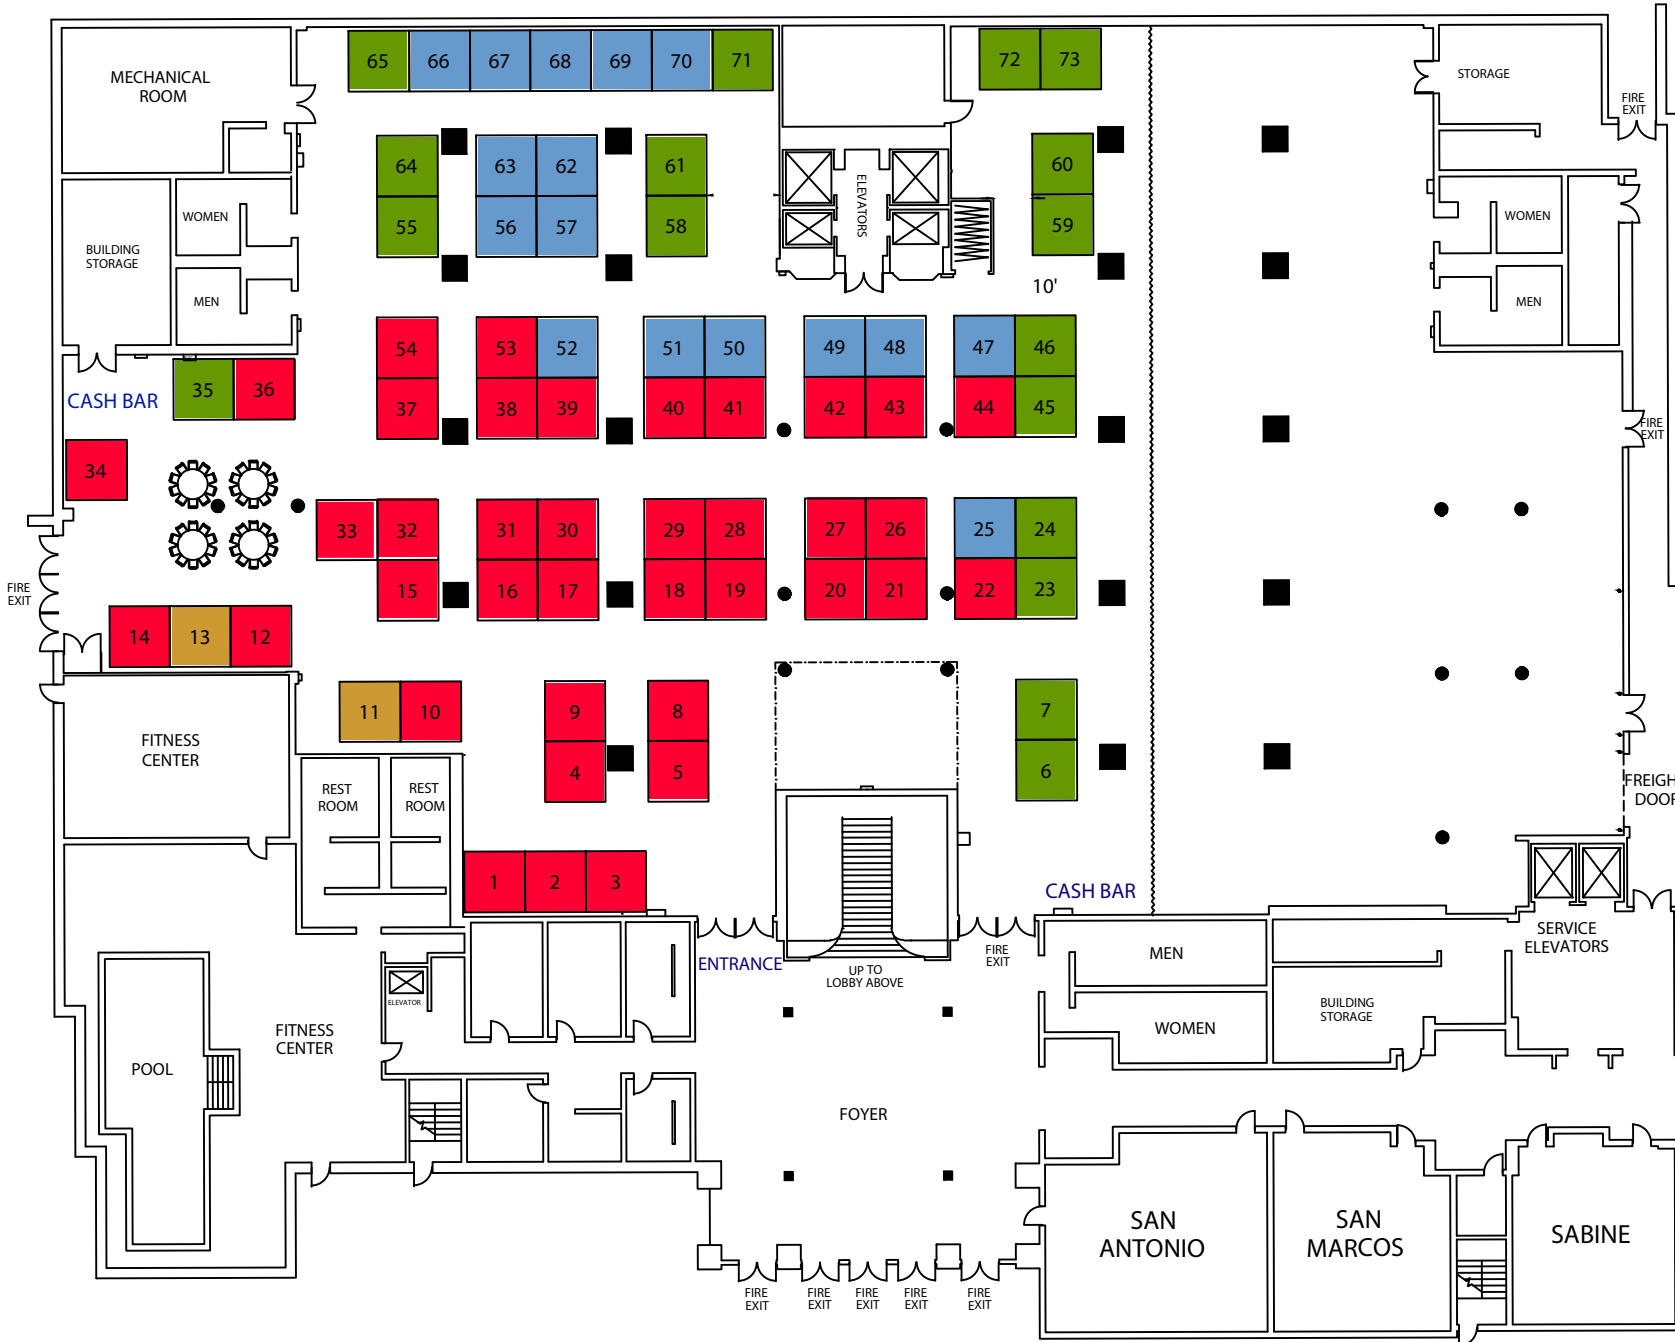 65 66 67 68 69 70 71
72 73
MECHANICAL
ROOM
STORAGE
FIRE
EXIT
64 63 62 61
60
ELEVATORS
WOMEN
WOMEN
55 56 57 58
59
BUILDING
STORAGE
MEN
MEN
10'
54 53 52 51 50 49 48 47 46
35 36
CASH BAR
37 38 39 40 41 42 43 44 45
FIRE
EXIT
34
33 32 31 30 29 28 27 26 25 24
FIRE
EXIT
15 16 17 18 19 20 21 22 23
14 13 12
11 10 9 8 7
FITNESS
CENTER
4 5 6
REST
ROOM
REST
ROOM
FREIGH
DOOR
1 2 3
CASH BAR
ENTRANCE
UP TO
LOBBY ABOVE
FIRE
EXIT
MEN
SERVICE
ELEVATORS
ELEVATOR
BUILDING
STORAGE
WOMEN
FITNESS
CENTER
POOL
FOYER
SAN
ANTONIO
SAN
MARCOS
SABINE
FIRE
EXIT
FIRE
EXIT
FIRE
EXIT
FIRE
EXIT
FIRE
EXIT